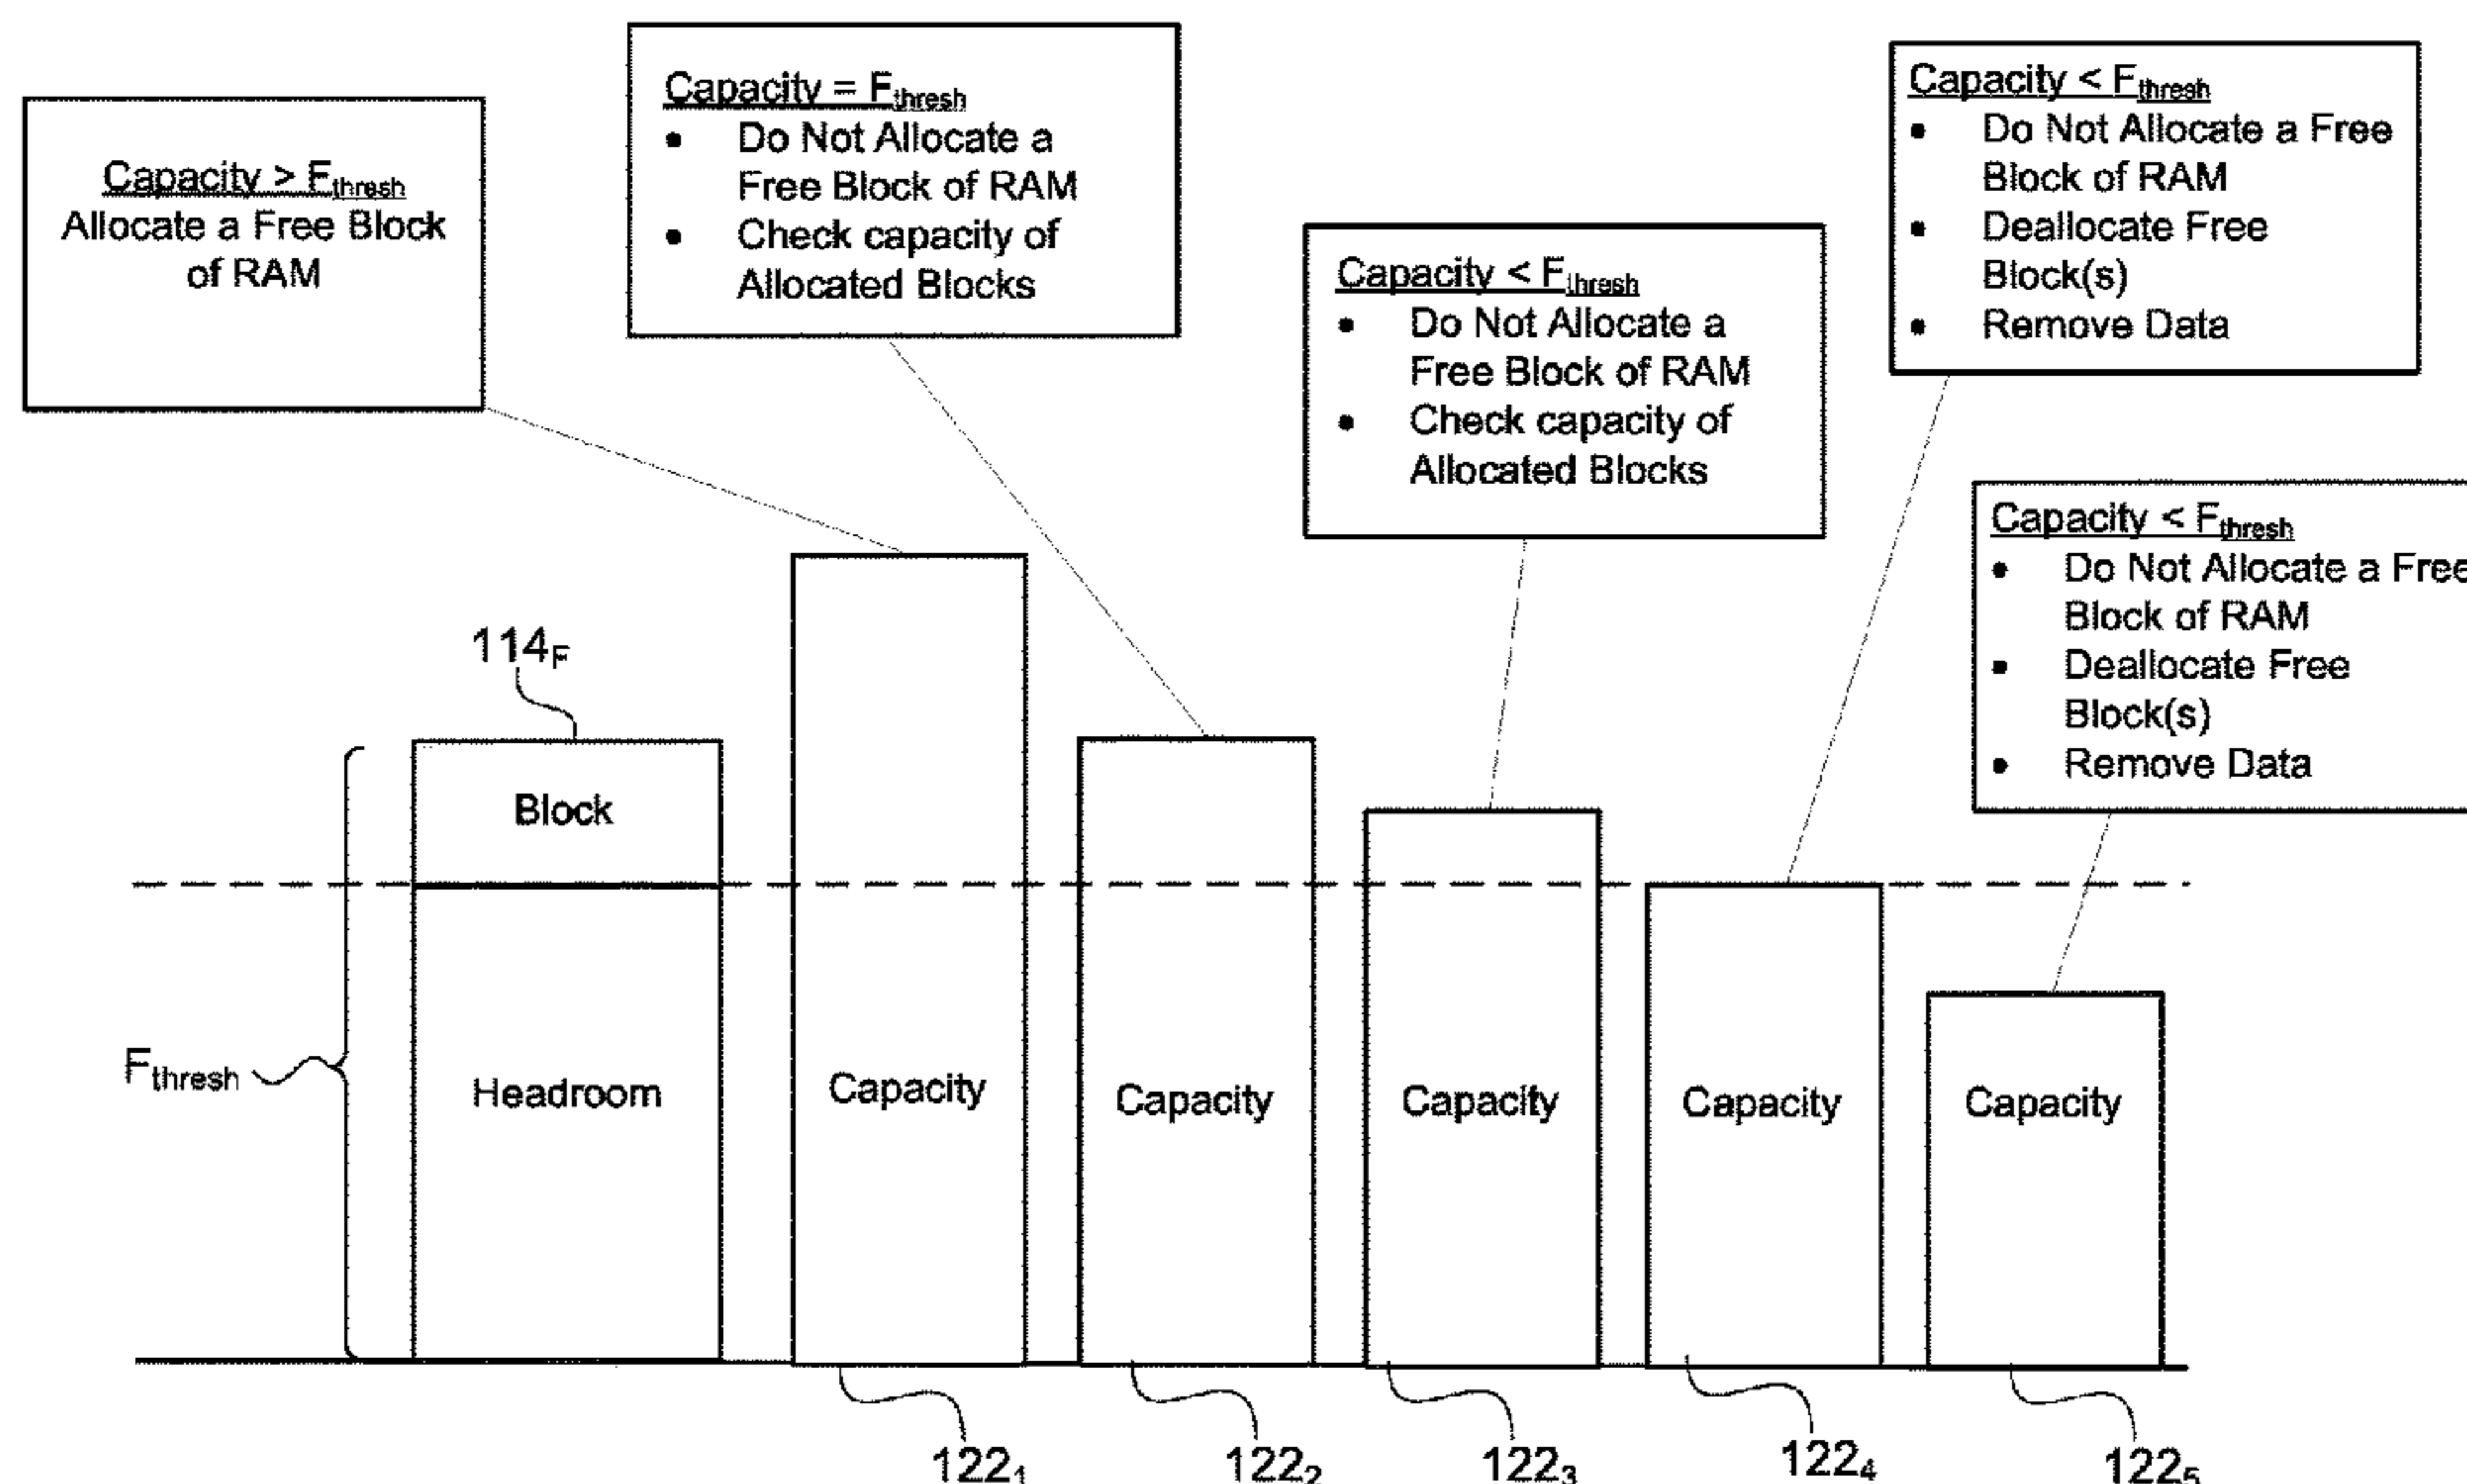 Capacity > Fthresh
Allocate a Free Block
of RAM
Capacity = Fthresh
• Do Not Allocate a
Free Block of RAM
• Check capacity of
Allocated Blocks
Capacity < Fthresh
• Do Not Allocate a
Free Block of RAM
• Check capacity of
Allocated Blocks
Capacity < Fthresh
• Do Not Allocate a Free
Block of RAM
• Deallocate Free
Block(s)
• Remove Data
Capacity < Fthresh
• Do Not Allocate a Free
Block of RAM
• Deallocate Free
Block(s)
• Remove Data
114F
Block
Fthresh
Headroom
Capacity
Capacity
Capacity
Capacity
Capacity
122₁
122₂
122₃
122₄
122₅